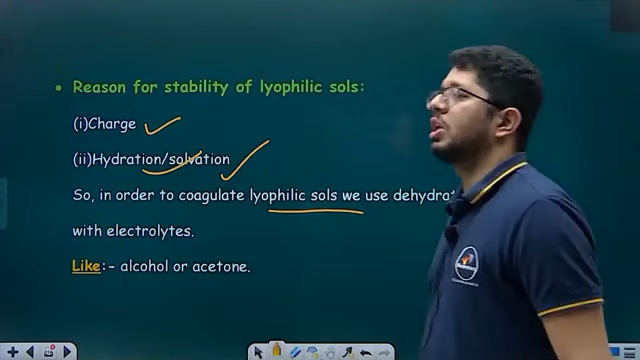 • Reason for stability of lyophilic sols:
(i)Charge
(ii)Hydration/solvation
So, in order to coagulate lyophilic sols we use dehydrat
with electrolytes.
Like:- alcohol or acetone.